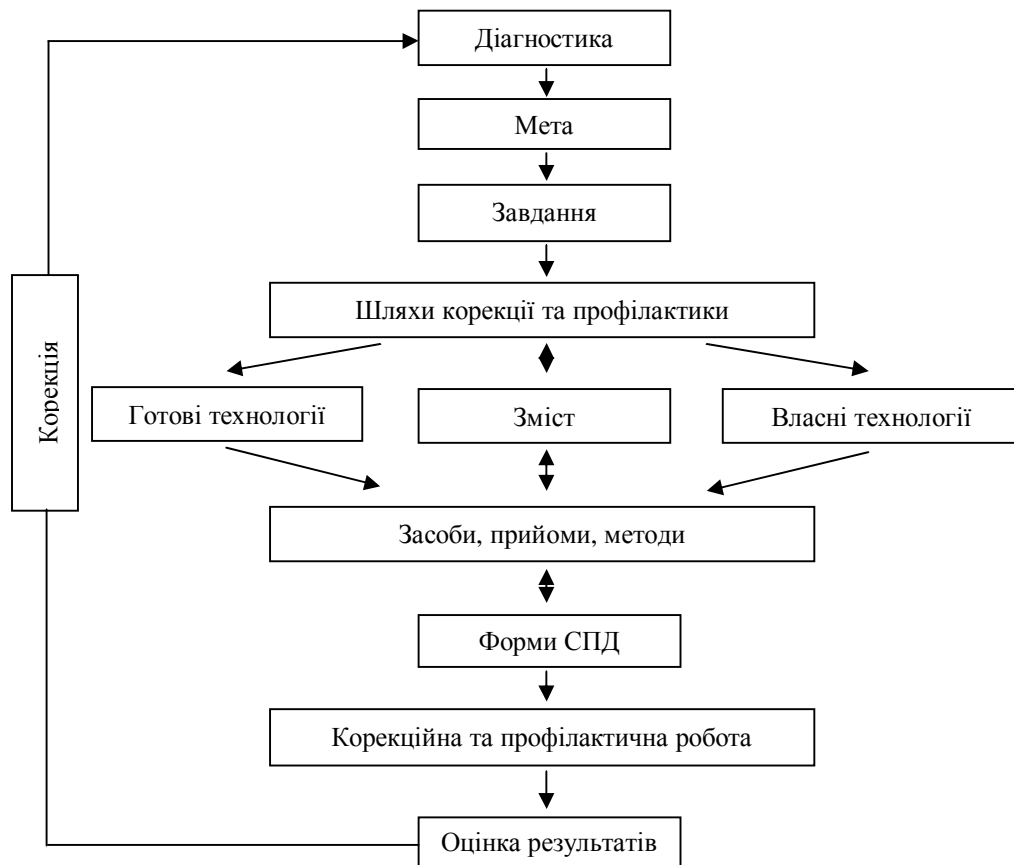 Діагностика
Мета
Завдання
Шляхи корекції та профілактики
Корекція
Готові технології
Зміст
Власні технології
Засоби, прийоми, методи
Форми СПД
Корекційна та профілактична робота
Оцінка результатів